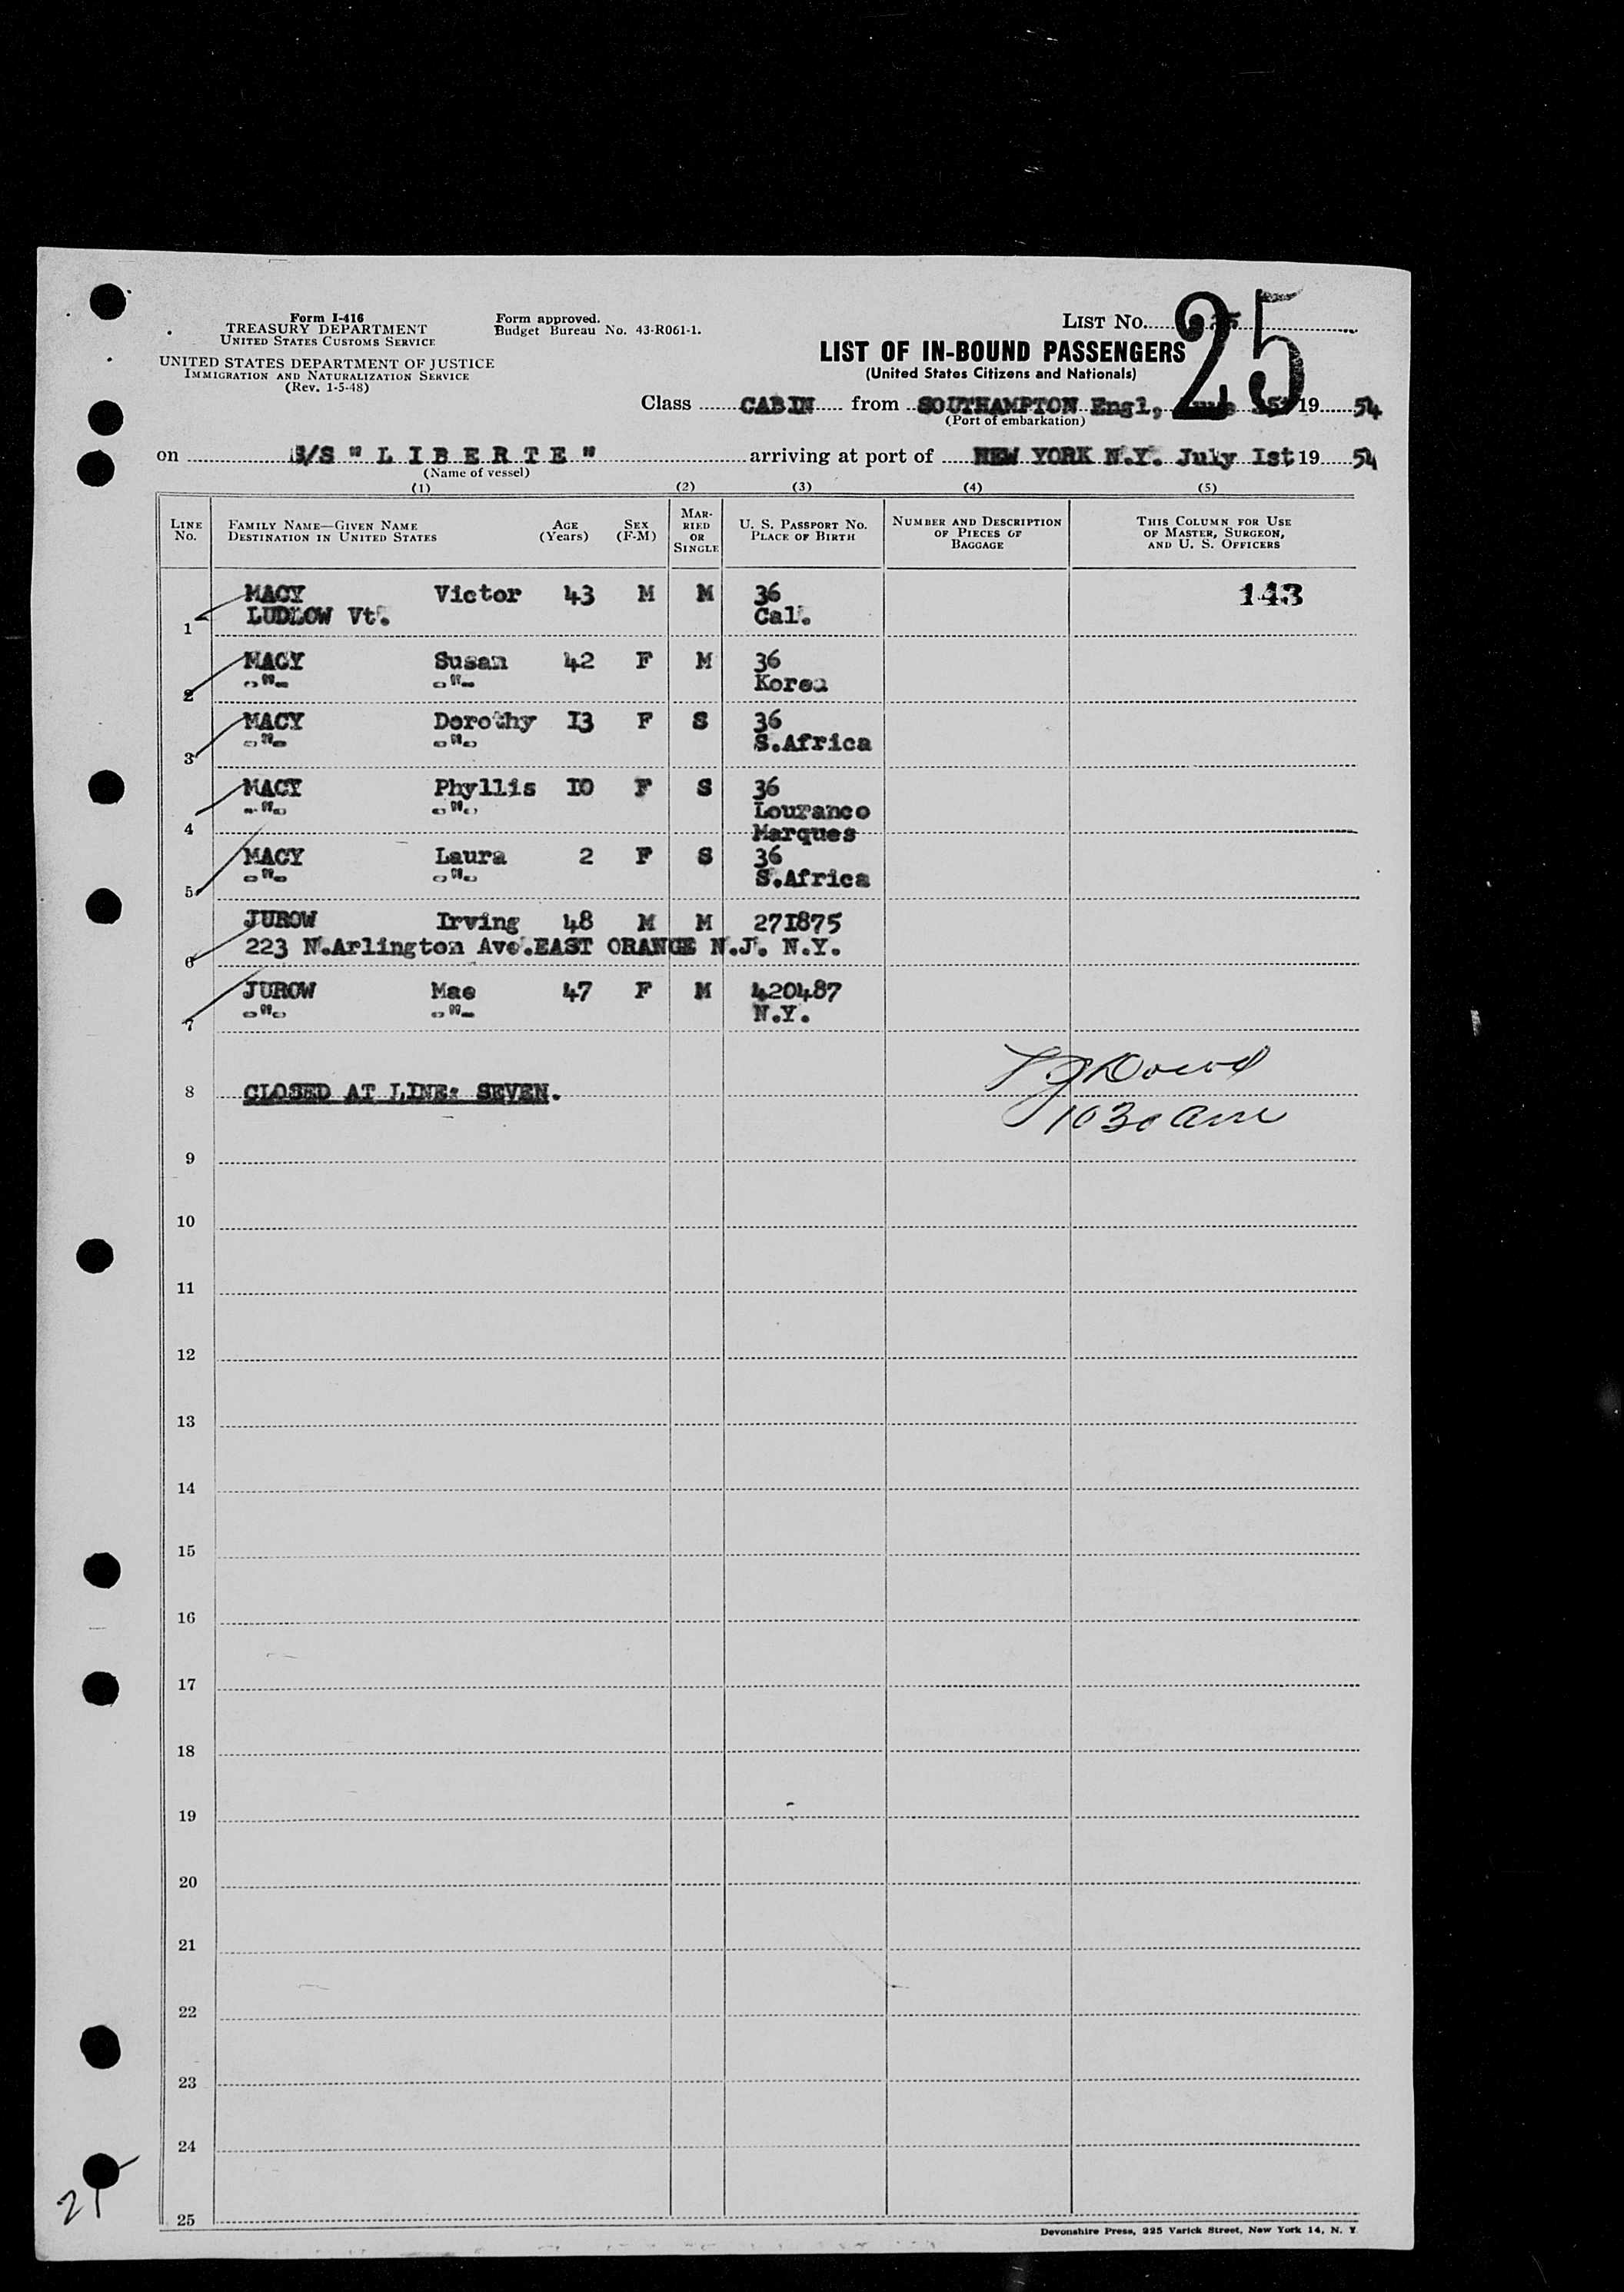 Form I-416
TREASURY DEPARTMENT
UNITED STATES CUSTOMS SERVICE
UNITED STATES DEPARTMENT OF JUSTICE
IMMIGRATION AND NATURALIZATION SERVICE
(Rev. 1-5-48)
Form approved.
Budget Bureau No. 43-R061-1.
LIST No. 25
25
LIST OF IN-BOUND PASSENGERS
(United States Citizens and Nationals)
Class CABIN from SOUTHAMPTON Engl, 19 54
(Port of embarkation)
on S/S " L I B E R T E " arriving at port of NEW YORK N.Y. July Ist 19 54
(Name of vessel)
(1) (2) (3) (4) (5)
LINE No. FAMILY NAME—GIVEN NAME DESTINATION IN UNITED STATES AGE (Years) SEX (F-M) MARRIED OR SINGLE U. S. PASSPORT NO. PLACE OF BIRTH NUMBER AND DESCRIPTION OF PIECES OF BAGGAGE THIS COLUMN FOR USE OF MASTER, SURGEON, AND U. S. OFFICERS
MACY Victor 43 M M 36 143
1 LUDLOW Vt. Cal.
MACY Susan 42 F M 36
2 -"- -"- Korea
MACY Dorothy I3 F S 36
3 -"- -"- S.Africa
MACY Phyllis I0 F S 36
-"- -"- Louranco
4 Marques
MACY Laura 2 F S 36
5 -"- -"- S.Africa
JUROW Irving 48 M M 27I875
6 223 N.Arlington Ave.EAST ORANGE N.J. N.Y.
JUROW Mae 47 F M 420487
7 -"- -"- N.Y.
8 CLOSED AT LINE: SEVEN.
1030 am
9
10
11
12
13
14
15
16
17
18
19
20
21
22
23
24
25
Devonshire Press, 225 Varick Street, New York 14, N. Y.